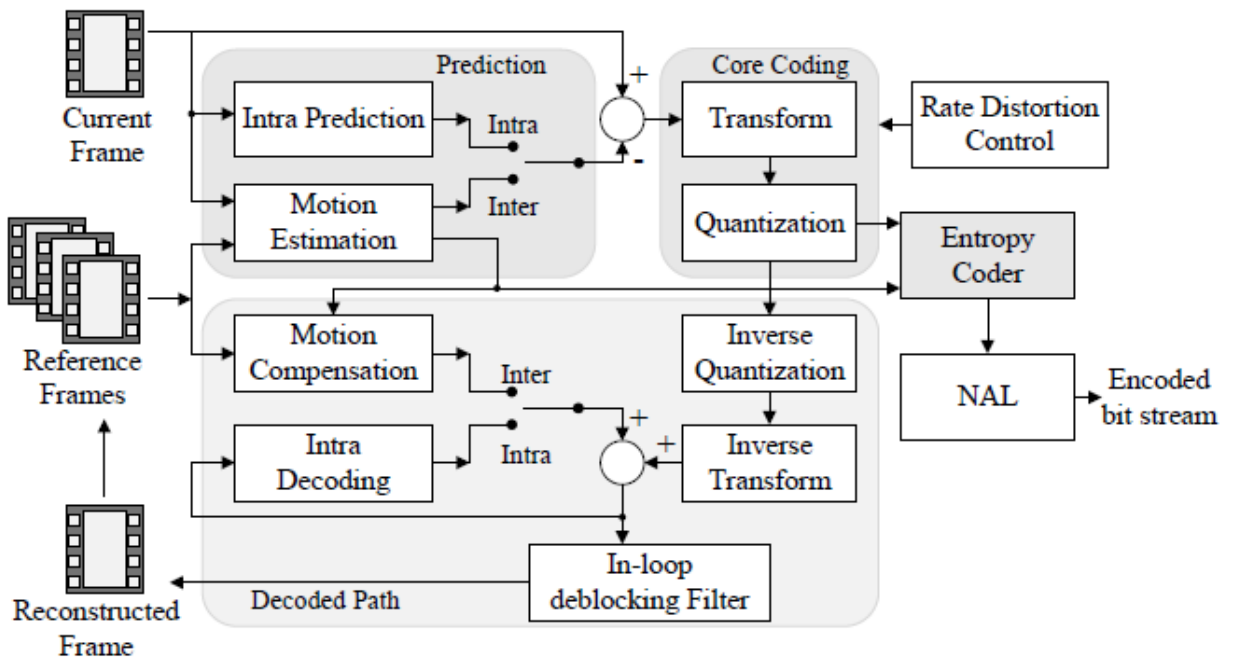 Current
Frame
Prediction
Intra Prediction
Intra
Motion
Estimation
Inter
+
-
Core Coding
Transform
Quantization
Rate Distortion
Control
Entropy
Coder
NAL
Encoded
bit stream
Reference
Frames
Motion
Compensation
Inter
Intra
Decoding
Intra
+
+
Inverse
Quantization
Inverse
Transform
In-loop
deblocking Filter
Decoded Path
Reconstructed
Frame